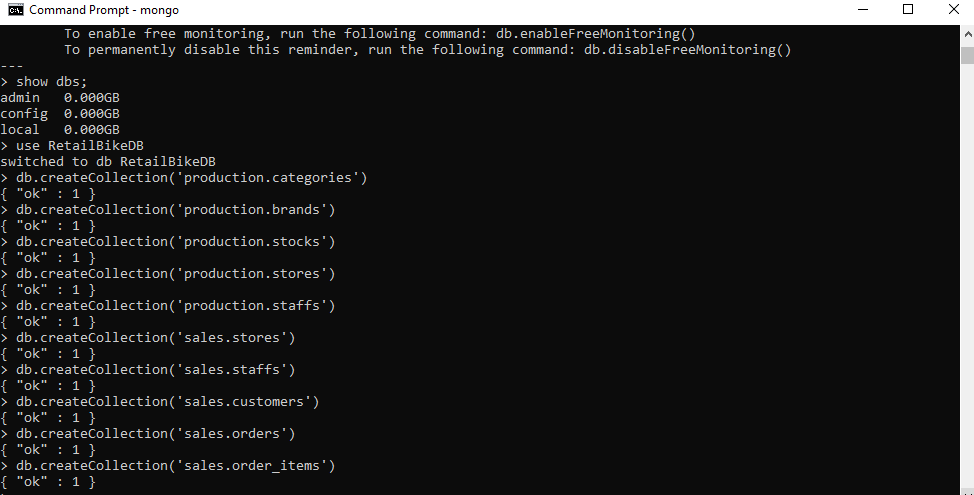 Command Prompt - mongo
To enable free monitoring, run the following command: db.enableFreeMonitoring()
To permanently disable this reminder, run the following command: db.disableFreeMonitoring()
---
> show dbs;
admin   0.000GB
config  0.000GB
local   0.000GB
> use RetailBikeDB
switched to db RetailBikeDB
> db.createCollection('production.categories')
{ "ok" : 1 }
> db.createCollection('production.brands')
{ "ok" : 1 }
> db.createCollection('production.stocks')
{ "ok" : 1 }
> db.createCollection('production.stores')
{ "ok" : 1 }
> db.createCollection('production.staffs')
{ "ok" : 1 }
> db.createCollection('sales.stores')
{ "ok" : 1 }
> db.createCollection('sales.staffs')
{ "ok" : 1 }
> db.createCollection('sales.customers')
{ "ok" : 1 }
> db.createCollection('sales.orders')
{ "ok" : 1 }
> db.createCollection('sales.order_items')
{ "ok" : 1 }